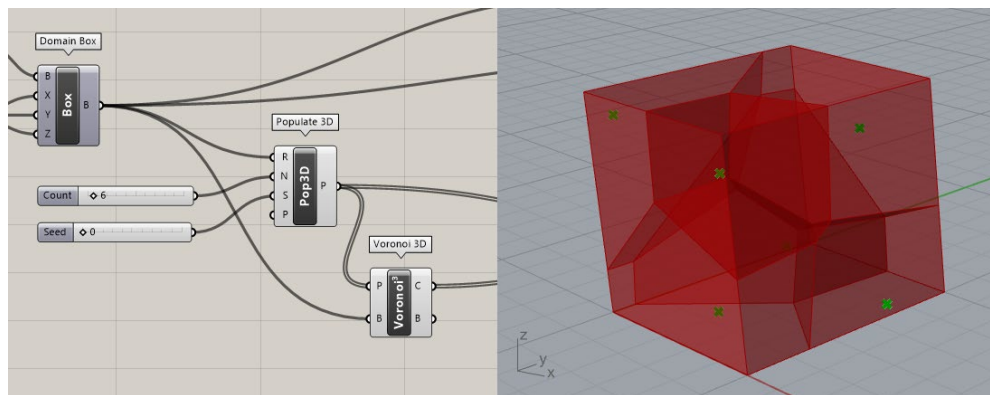 Domain Box
B
X
Y
Z
Box
B
Populate 3D
R
N
S
P
Pop3D
P
Count
6
Seed
0
Voronoi 3D
P
B
Voronoi³
C
B
z
y
x